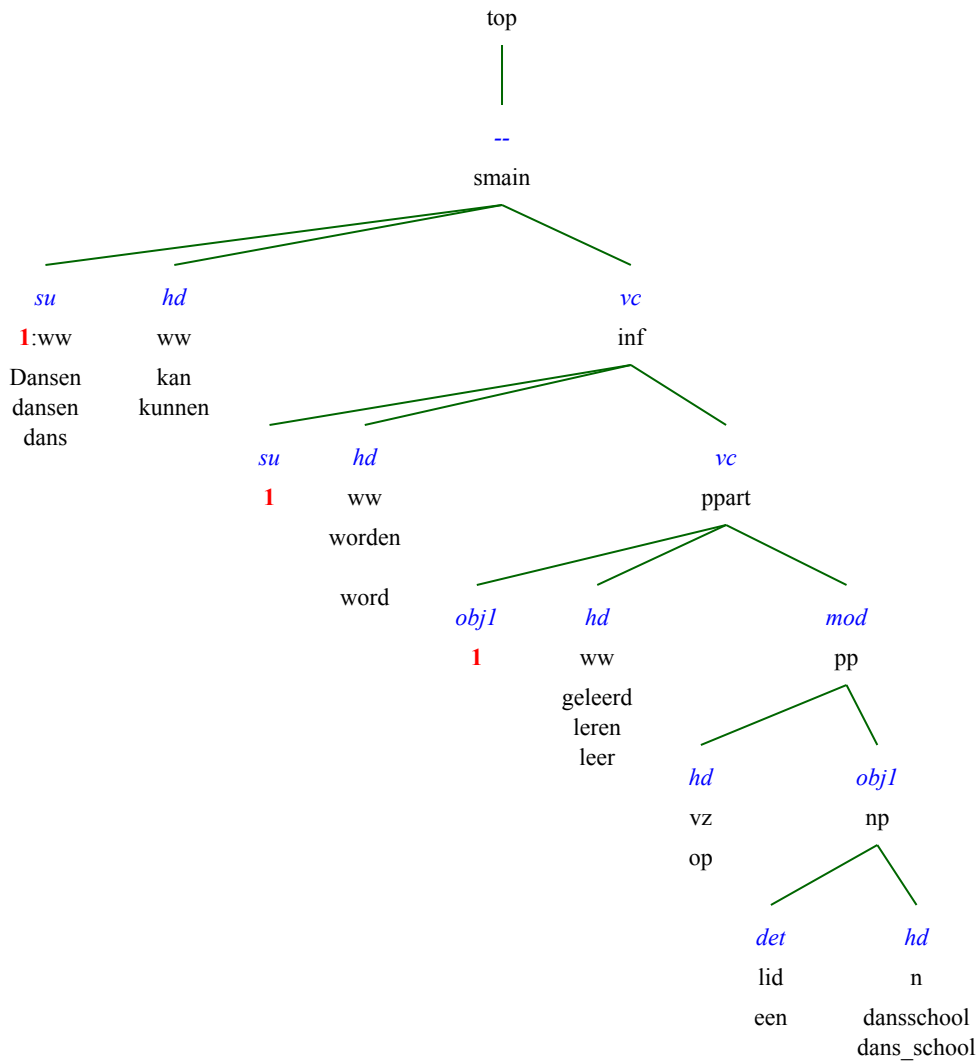 top
--
smain
su hd vc
1:ww ww inf
Dansen kan
dansen kunnen
dans
su hd vc
1 ww ppart
worden
word
obj1 hd mod
1 ww pp
geleerd
leren
leer
hd obj1
vz np
op
det hd
lid n
een dansschool
dans_school